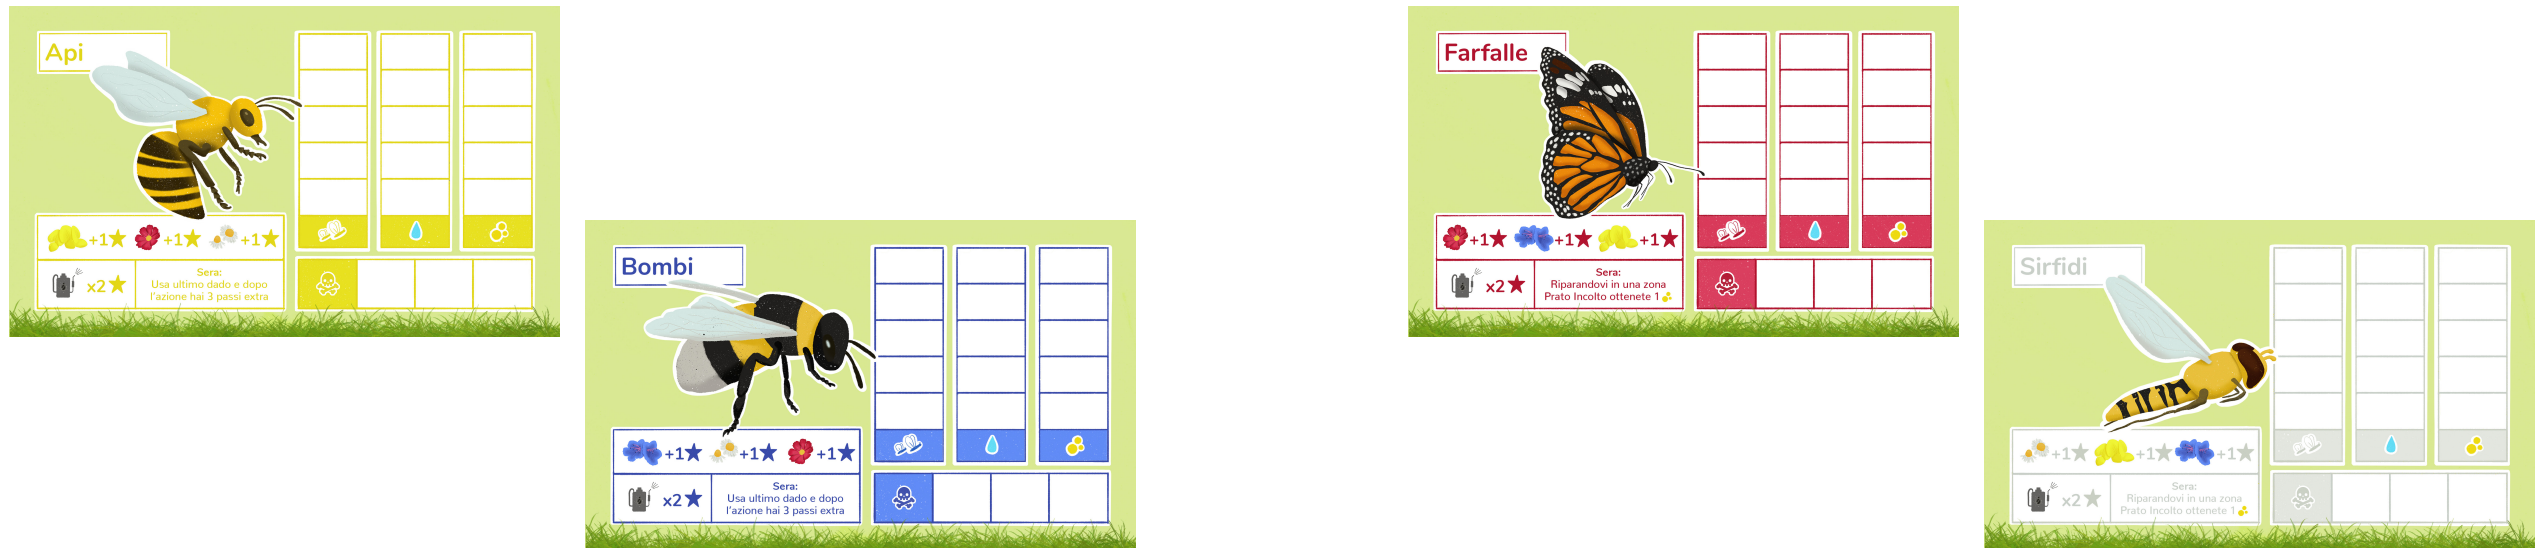 Api
+1 +1 +1
x2
Sera:
Usa ultimo dado e dopo
l'azione hai 3 passi extra
Bombi
+1 +1 +1
x2
Sera:
Usa ultimo dado e dopo
l'azione hai 3 passi extra
Farfalle
+1 +1 +1
x2
Sera:
Riparandovi in una zona
Prato Incolto ottenete 1
Sirfidi
+1 +1 +1
x2
Sera:
Riparandovi in una zona
Prato Incolto ottenete 1